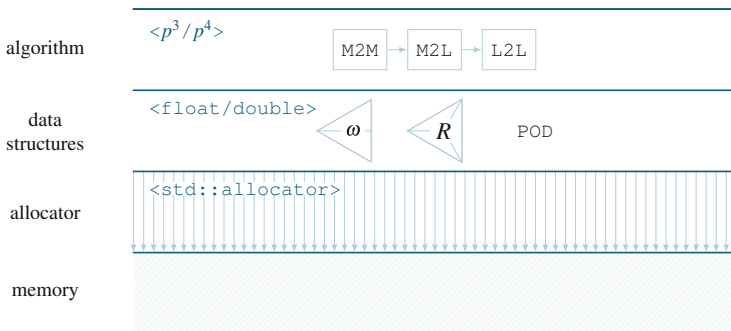 <p³/p⁴>
algorithm M2M M2L L2L
<float/double>
data structures ω R POD
<std::allocator>
allocator
memory